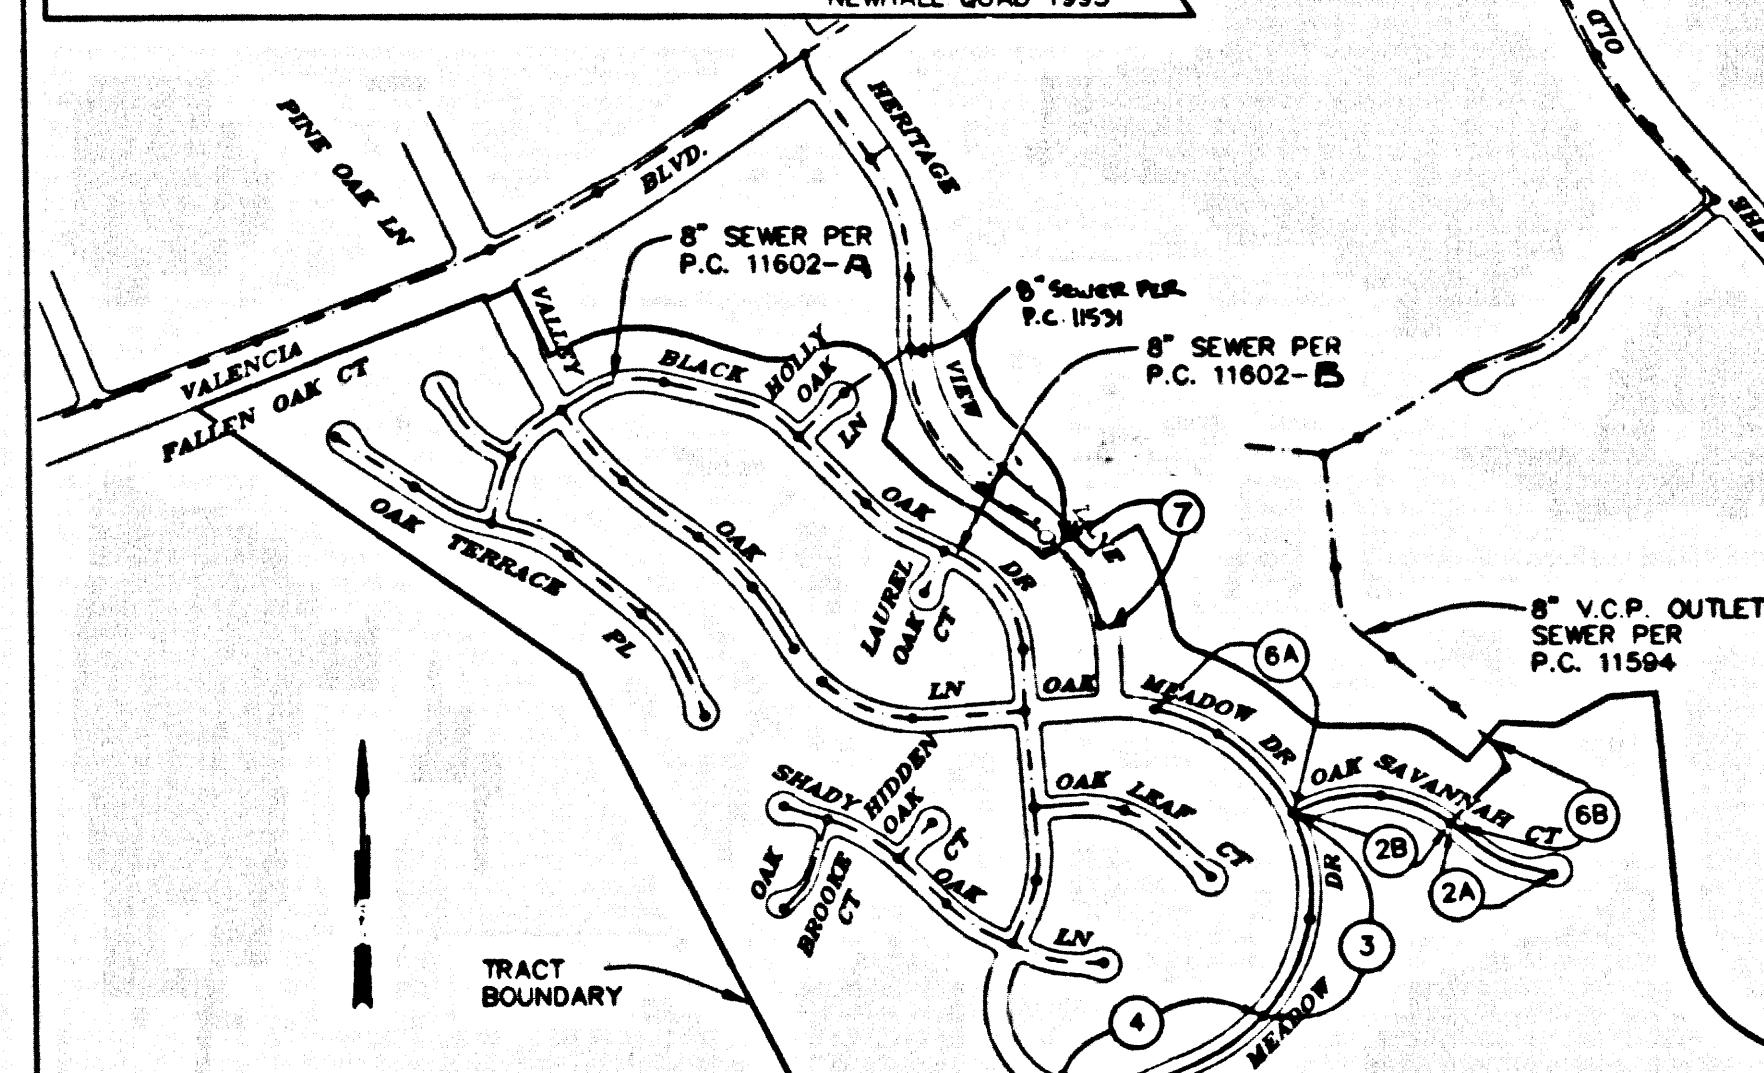 NEWHALL QUAD 1995
OLD
THE
PINE OAK LN
HERITAGE
BLVD.
8" SEWER PER
P.C. 11602-A
8" SEWER PER
P.C. 11531
8" SEWER PER
P.C. 11602-B
VALLEY
VALENCIA
FALLEN OAK CT
BLACK
HOLLY
OAK
LN
VIEW
OAK
TERRACE
PL
OAK
OAK
DR
LAUREL
OAK
CT
7
8" V.C.P. OUTLET
SEWER PER
P.C. 11594
6A
LN
OAK
MEADOW
DR
OAK SAVANNAH CT
SHADY
HIDDEN
OAK
CT
OAK LEAF CT
6B
2B
2A
OAK
BROOKE
CT
OAK
LN
DR
3
TRACT
BOUNDARY
4
MEADOW